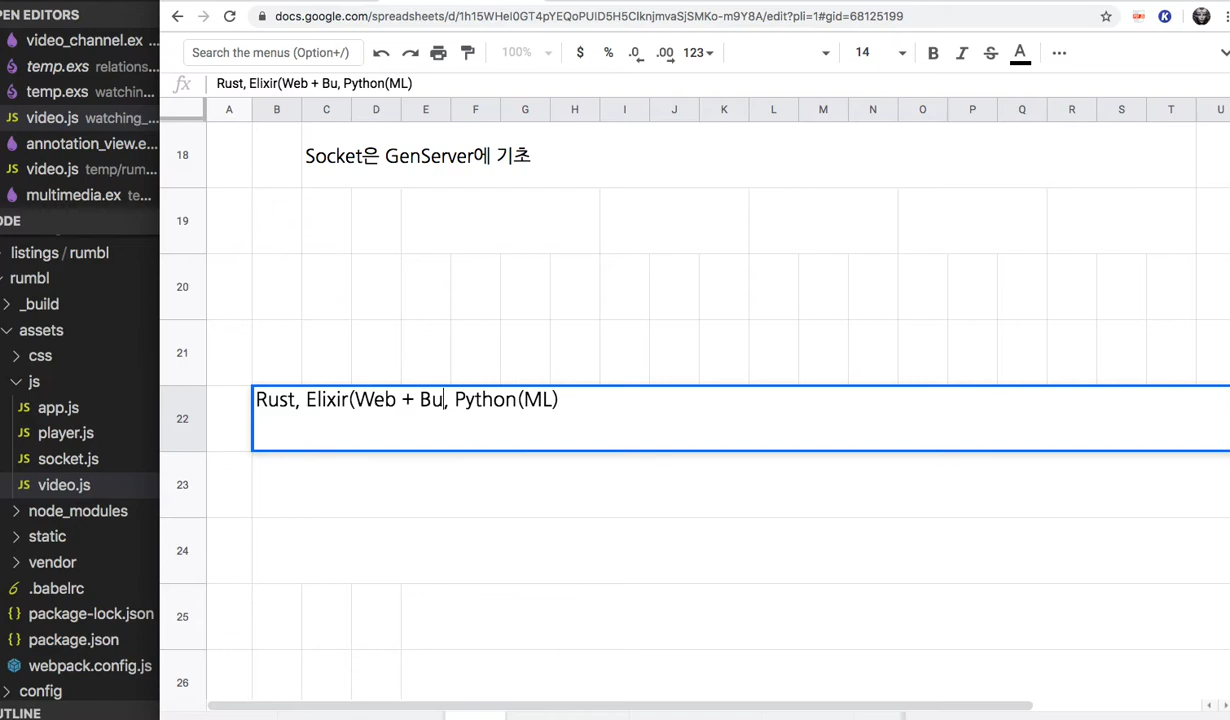 PEN EDITORS
video_channel.ex ...
temp.exs relations...
temp.exs watchin...
JS video.js watching_...
annotation_view.e...
JS video.js temp/rum...
multimedia.ex te...
ODE
listings / rumbl
rumbl
_build
assets
css
js
JS app.js
JS player.js
JS socket.js
JS video.js
node_modules
static
vendor
6 .babelrc
{} package-lock.json
{} package.json
webpack.config.js
config
UTLINE
docs.google.com/spreadsheets/d/1h15WHel0GT4pYEQoPUID5H5ClknjmvaSjSMKo-m9Y8A/edit?pli=1#gid=68125199
Search the menus (Option+/) 100% $ % .0 .00 123 14 B I S A ...
fx Rust, Elixir(Web + Bu, Python(ML)
A B C D E F G H I J K L M N O P Q R S T U
18 Socket은 GenServer에 기초
19
20
21
22 Rust, Elixir(Web + Bu, Python(ML)
23
24
25
26